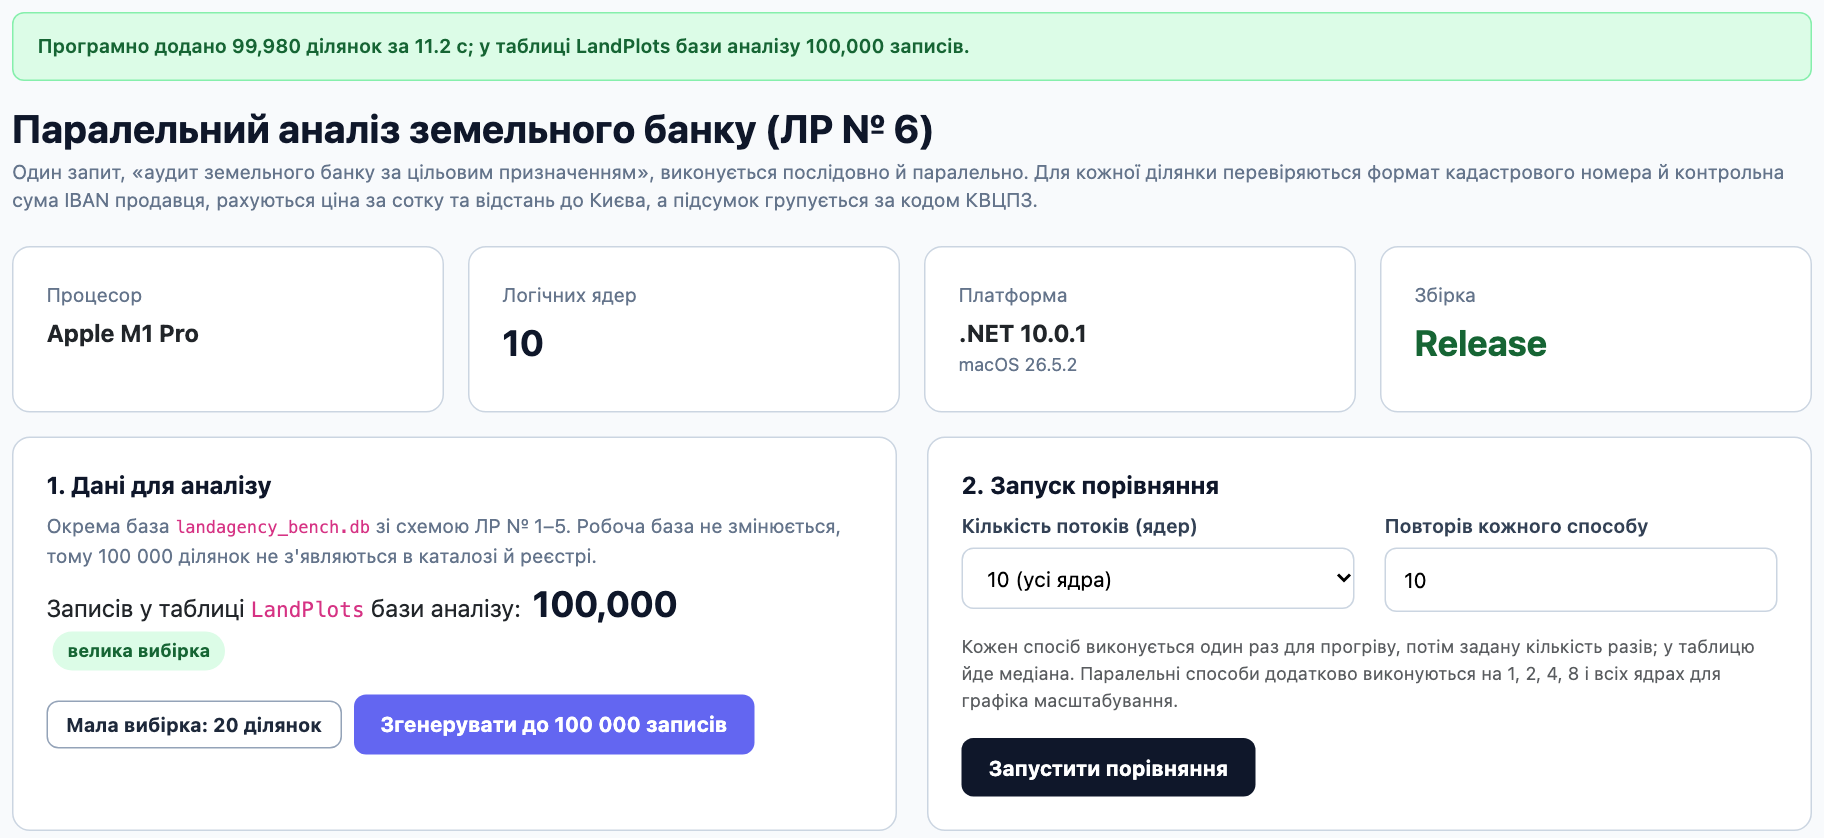 Програмно додано 99,980 ділянок за 11.2 с; у таблиці LandPlots бази аналізу 100,000 записів.
Паралельний аналіз земельного банку (ЛР № 6)
Один запит, «аудит земельного банку за цільовим призначенням», виконується послідовно й паралельно. Для кожної ділянки перевіряються формат кадастрового номера й контрольна
сума IBAN продавця, рахуються ціна за сотку та відстань до Києва, а підсумок групується за кодом КВЦПЗ.
Процесор
Apple M1 Pro
Логічних ядер
10
Платформа
.NET 10.0.1
macOS 26.5.2
Збірка
Release
1. Дані для аналізу
Окрема база landagency_bench.db зі схемою ЛР № 1–5. Робоча база не змінюється,
тому 100 000 ділянок не з'являються в каталозі й реєстрі.
Записів у таблиці LandPlots бази аналізу: 100,000
велика вибірка
Мала вибірка: 20 ділянок
Згенерувати до 100 000 записів
2. Запуск порівняння
Кількість потоків (ядер)
10 (усі ядра)
Повторів кожного способу
10
Кожен спосіб виконується один раз для прогріву, потім задану кількість разів; у таблицю
йде медіана. Паралельні способи додатково виконуються на 1, 2, 4, 8 і всіх ядрах для
графіка масштабування.
Запустити порівняння